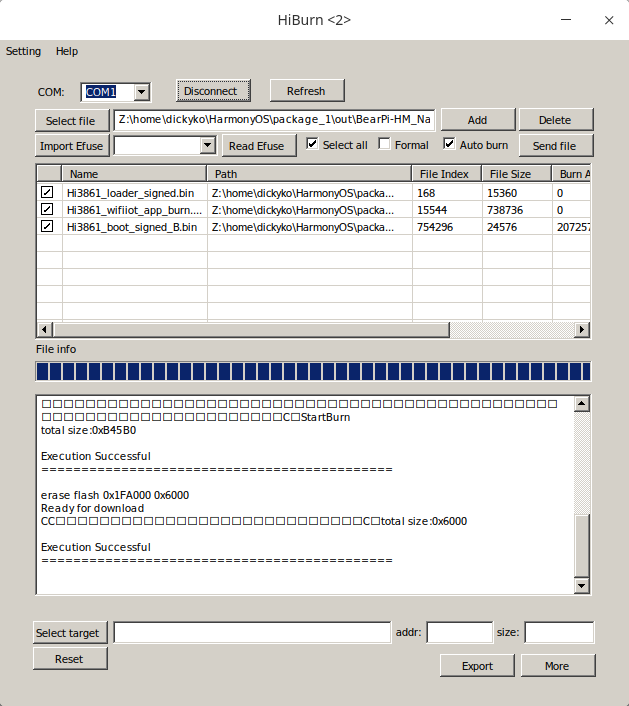 HiBurn <2>
Setting Help
COM: COM1 Disconnect Refresh
Select file Z:\home\dickyko\HarmonyOS\package_1\out\BearPi-HM_Na Add Delete
Import Efuse Read Efuse Select all Formal Auto burn Send file
Name Path File Index File Size Burn A
Hi3861_loader_signed.bin Z:\home\dickyko\HarmonyOS\packa... 168 15360 0
Hi3861_wifiiot_app_burn.... Z:\home\dickyko\HarmonyOS\packa... 15544 738736 0
Hi3861_boot_signed_B.bin Z:\home\dickyko\HarmonyOS\packa... 754296 24576 207257
File info
□□□□□□□□□□□□□□□□□□□□□□□□□□□□□□□□□□□□□□□□□□□□□□□
□□□□□□□□□□□□□□□□□□□□□□C□StartBurn
total size:0xB45B0
Execution Successful
============================================
erase flash 0x1FA000 0x6000
Ready for download
CC□□□□□□□□□□□□□□□□□□□□□□□□□□□□C□total size:0x6000
Execution Successful
============================================
Select target addr: size:
Reset
Export More